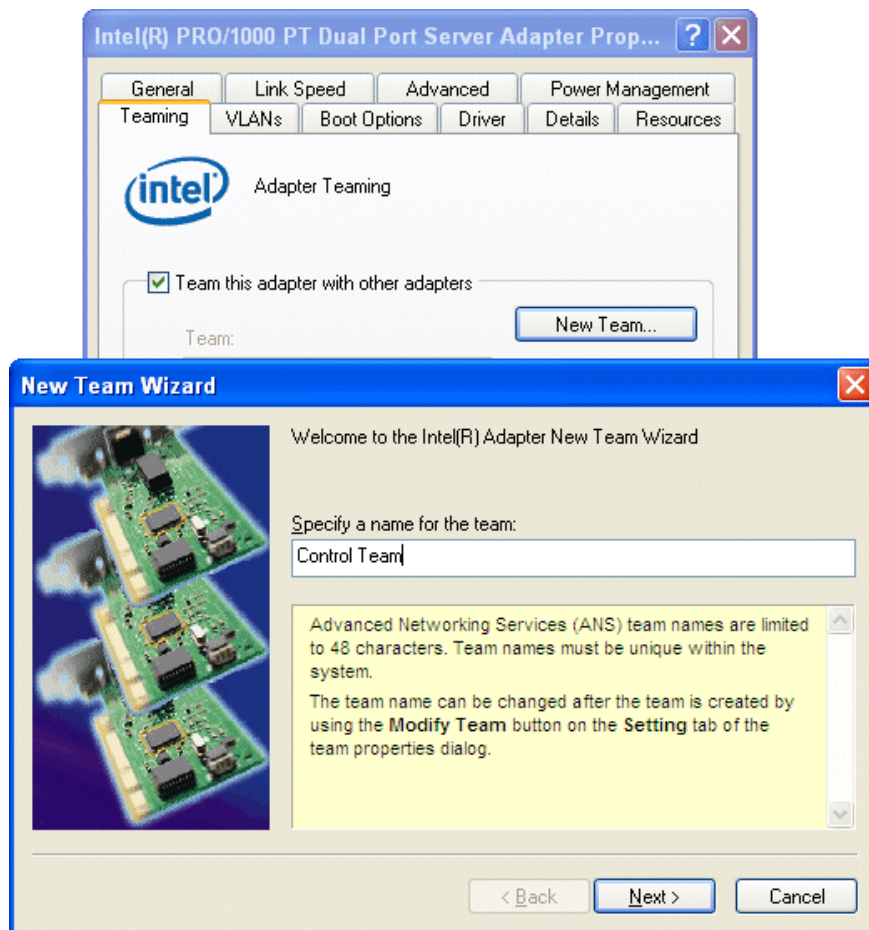 Intel(R) PRO/1000 PT Dual Port Server Adapter Prop...
General Link Speed Advanced Power Management
Teaming VLANs Boot Options Driver Details Resources
intel
Adapter Teaming
Team this adapter with other adapters
New Team...
Team:
New Team Wizard
Welcome to the Intel(R) Adapter New Team Wizard
Specify a name for the team:
Control Team
Advanced Networking Services (ANS) team names are limited
to 48 characters. Team names must be unique within the
system.
The team name can be changed after the team is created by
using the Modify Team button on the Setting tab of the
team properties dialog.
< Back Next > Cancel